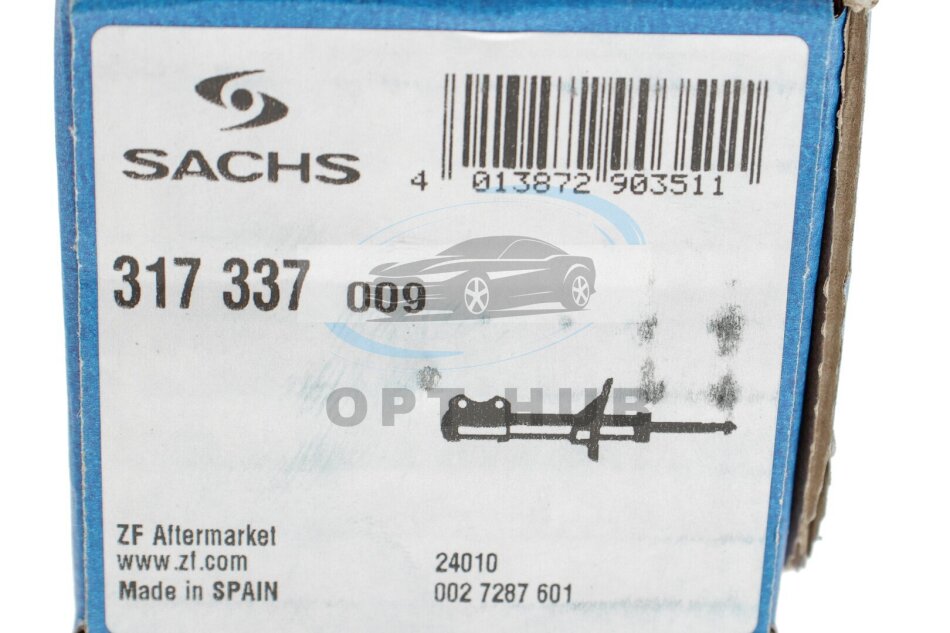 SACHS
4 013872 903511
317 337 009
OPT HUB
ZF Aftermarket
www.zf.com
Made in SPAIN
24010
002 7287 601